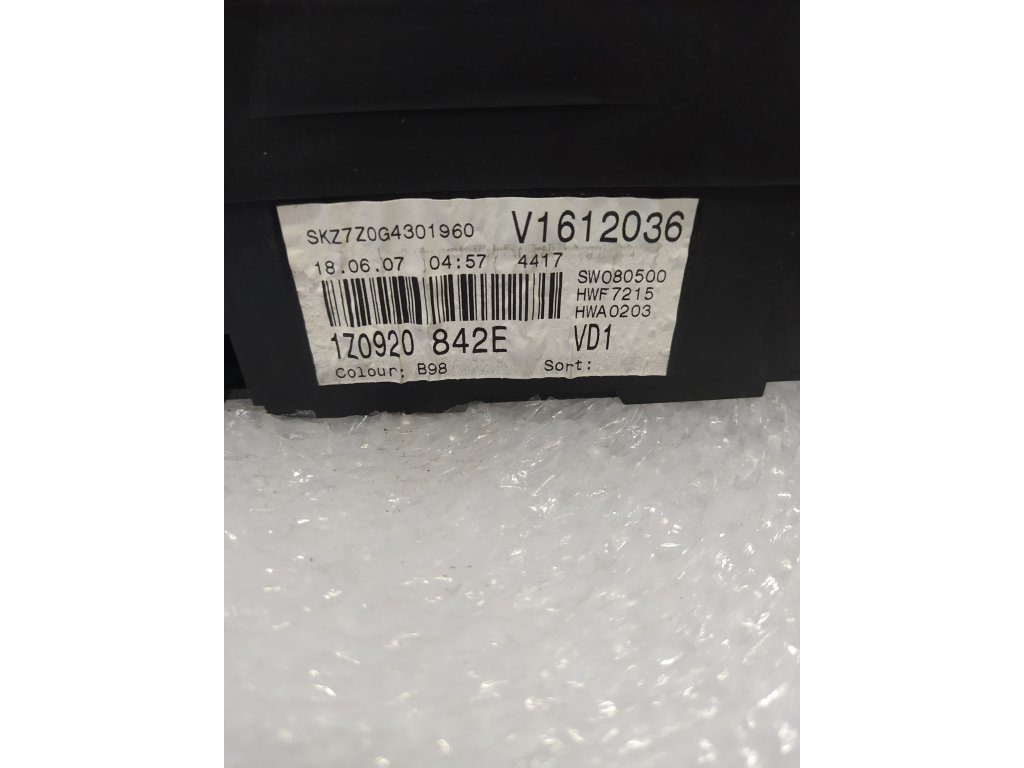 SKZ7Z0G4301960 V1612036
18.06.07 04:57 4417
SW080500
HWF7215
HWA0203
1Z0920 842E VD1
Colour: B98 Sort: